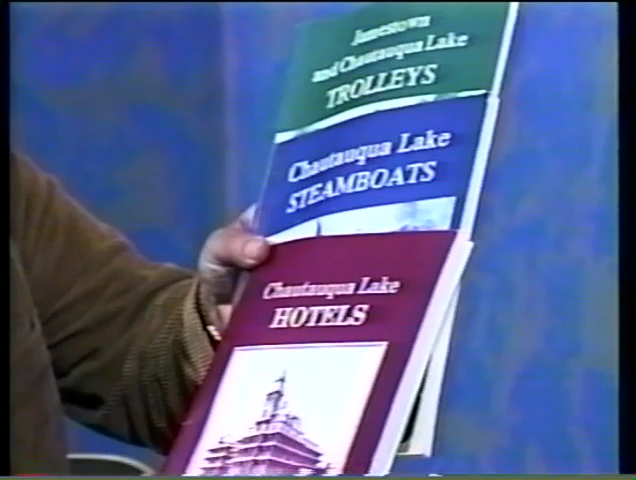 Jamestown
and Chautauqua Lake
TROLLEYS
Chautauqua Lake
STEAMBOATS
Chautauqua Lake
HOTELS